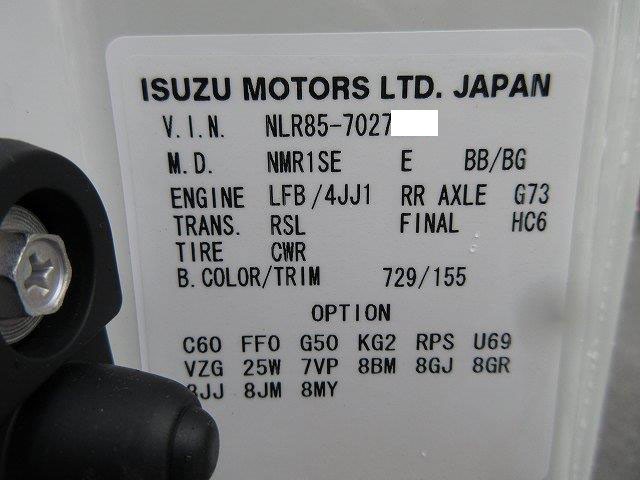 ISUZU MOTORS LTD. JAPAN
V.I.N. NLR85-7027
M.D. NMR1SE E BB/BG
ENGINE LFB/4JJ1 RR AXLE G73
TRANS. RSL FINAL HC6
TIRE CWR
B.COLOR/TRIM 729/155
OPTION
C60 FF0 G50 KG2 RPS U69
VZG 25W 7VP 8BM 8GJ 8GR
8JJ 8JM 8MY